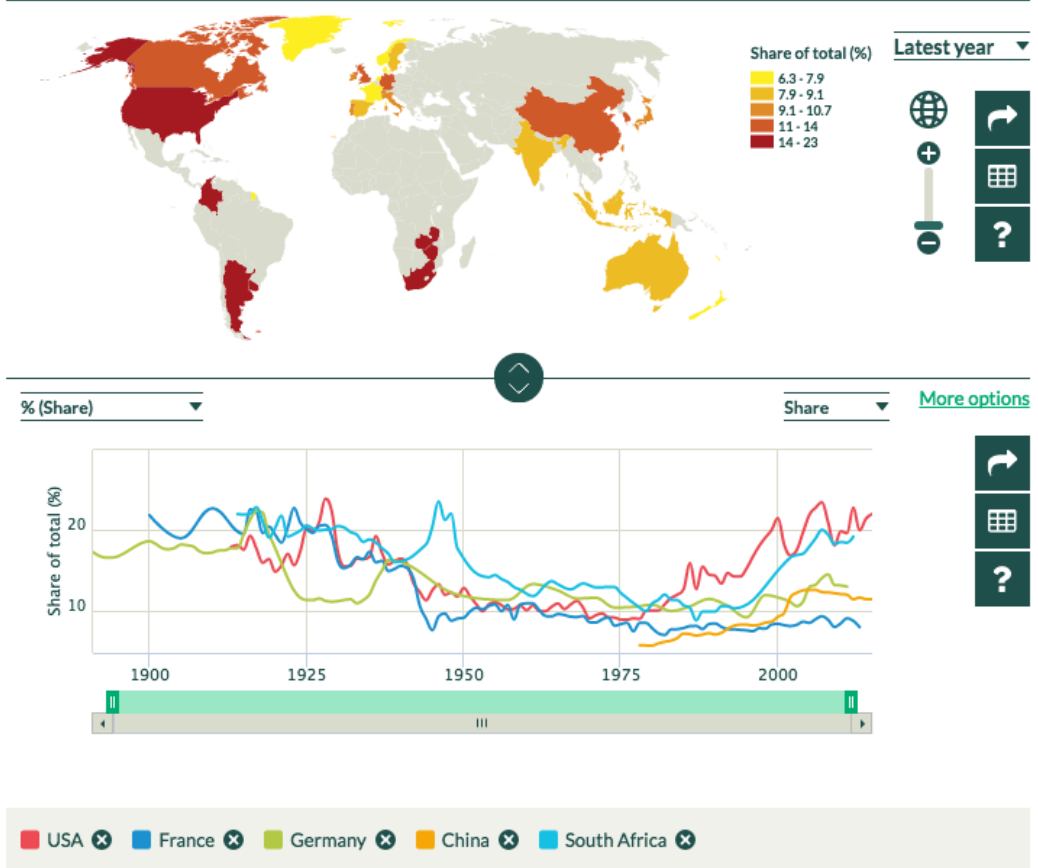 Share of total (%)
6.3 - 7.9
7.9 - 9.1
9.1 - 10.7
11 - 14
14 - 23
Latest year
?
% (Share)
Share
More options
Share of total (%)
20
10
1900
1925
1950
1975
2000
?
USA
France
Germany
China
South Africa